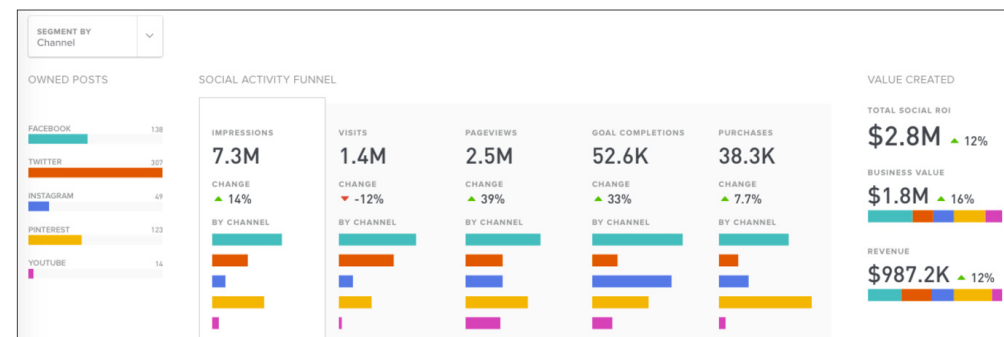 SEGMENT BY
Channel
OWNED POSTS
FACEBOOK 138
TWITTER 307
INSTAGRAM 49
PINTEREST 123
YOUTUBE 14
SOCIAL ACTIVITY FUNNEL
IMPRESSIONS
7.3M
CHANGE
14%
BY CHANNEL
VISITS
1.4M
CHANGE
-12%
BY CHANNEL
PAGEVIEWS
2.5M
CHANGE
39%
BY CHANNEL
GOAL COMPLETIONS
52.6K
CHANGE
33%
BY CHANNEL
PURCHASES
38.3K
CHANGE
7.7%
BY CHANNEL
VALUE CREATED
TOTAL SOCIAL ROI
$2.8M 12%
BUSINESS VALUE
$1.8M 16%
REVENUE
$987.2K 12%